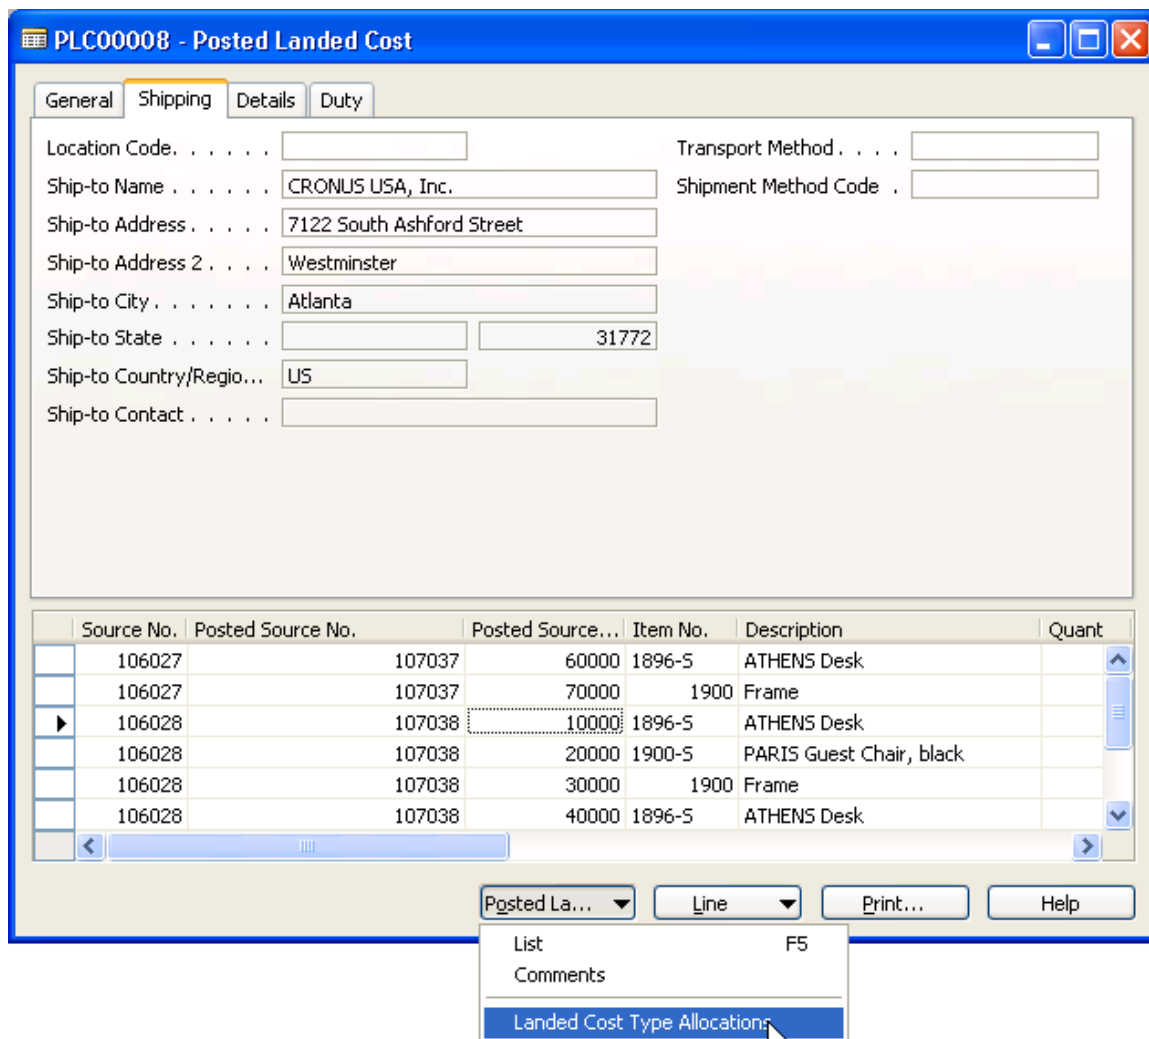 PLC00008 - Posted Landed Cost
General Shipping Details Duty
Location Code. . . . . . Transport Method . . . .
Ship-to Name . . . . . . CRONUS USA, Inc. Shipment Method Code .
Ship-to Address . . . . . 7122 South Ashford Street
Ship-to Address 2 . . . . Westminster
Ship-to City . . . . . . . Atlanta
Ship-to State . . . . . . 31772
Ship-to Country/Regio... US
Ship-to Contact . . . . .
Source No. Posted Source No. Posted Source... Item No. Description Quant
106027 107037 60000 1896-S ATHENS Desk
106027 107037 70000 1900 Frame
106028 107038 10000 1896-S ATHENS Desk
106028 107038 20000 1900-S PARIS Guest Chair, black
106028 107038 30000 1900 Frame
106028 107038 40000 1896-S ATHENS Desk
Posted La... Line Print... Help
List F5
Comments
Landed Cost Type Allocations